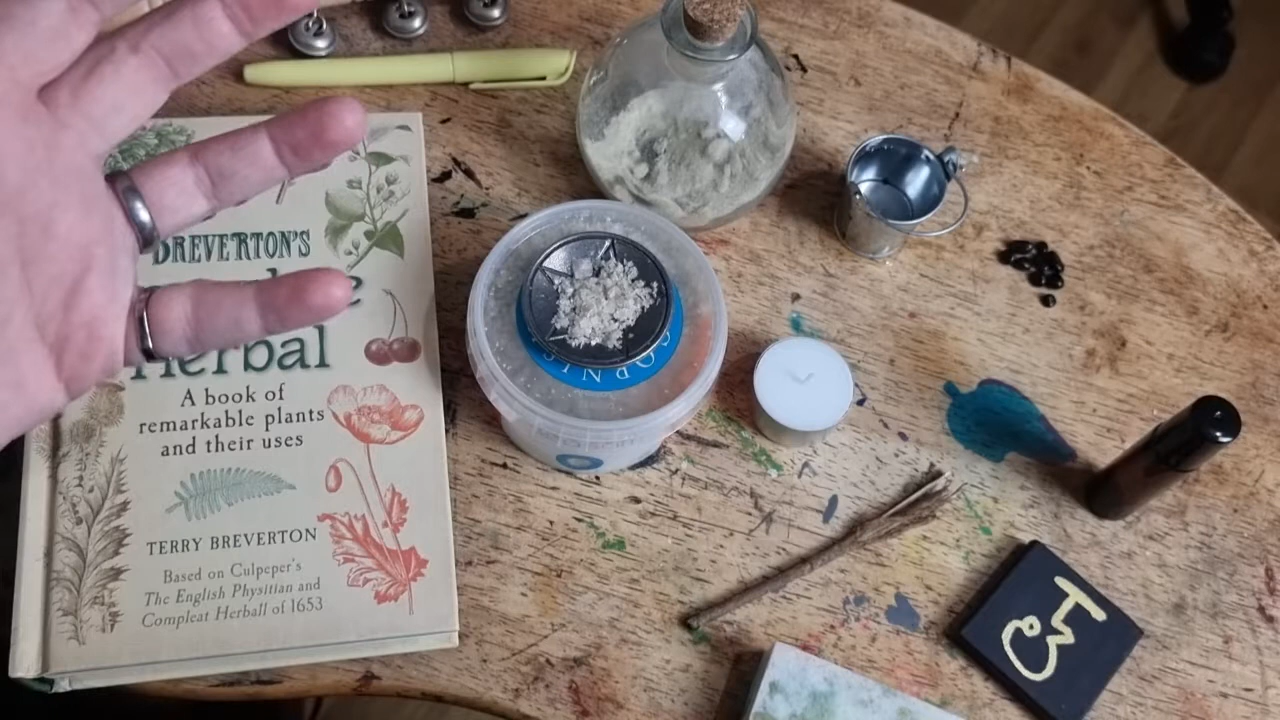 BREVERTON'S
Herbal
A book of
remarkable plants
and their uses
TERRY BREVERTON
Based on Culpeper's
The English Physitian and
Compleat Herball of 1653
CORNIS